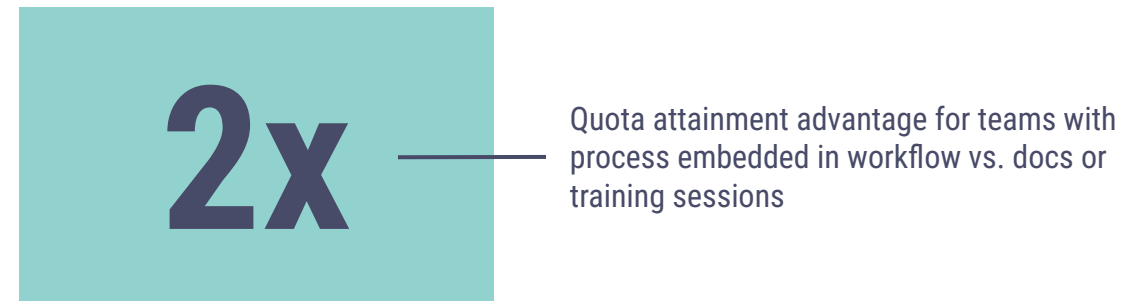 2x
Quota attainment advantage for teams with
process embedded in workflow vs. docs or
training sessions